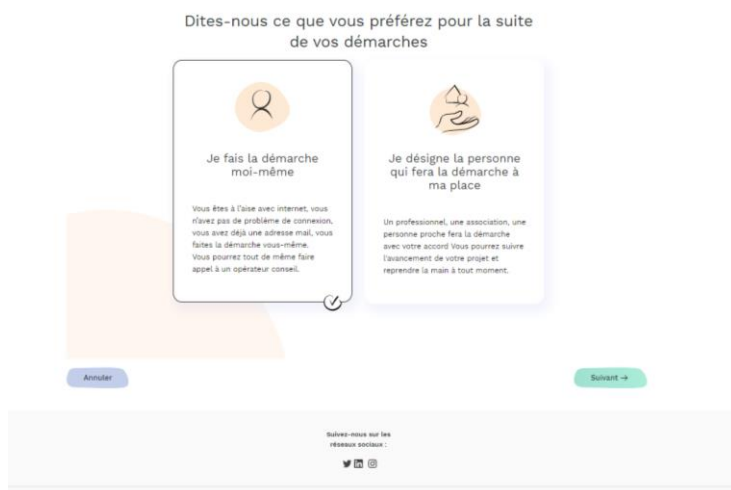 Dites-nous ce que vous préférez pour la suite
de vos démarches
Je fais la démarche
moi-même
Vous êtes à l'aise avec internet, vous
n'avez pas de problème de connexion,
vous avez déjà une adresse mail, vous
faites la démarche vous-même.
Vous pourrez tout de même faire
appel à un opérateur conseil.
Je désigne la personne
qui fera la démarche à
ma place
Un professionnel, une association, une
personne proche fera la démarche
avec votre accord Vous pourrez suivre
l'avancement de votre projet et
reprendre la main à tout moment.
Annuler
Suivant →
Suivez-nous sur les
réseaux sociaux :